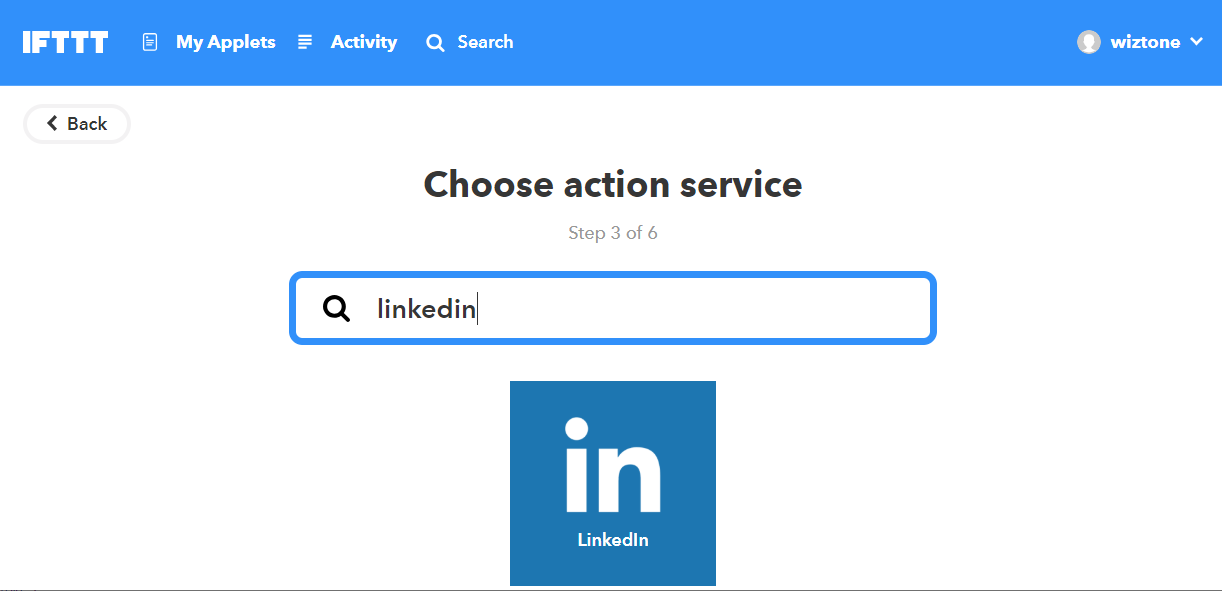 IFTTT My Applets Activity Search wiztone
Back
Choose action service
Step 3 of 6
linkedin
in
LinkedIn